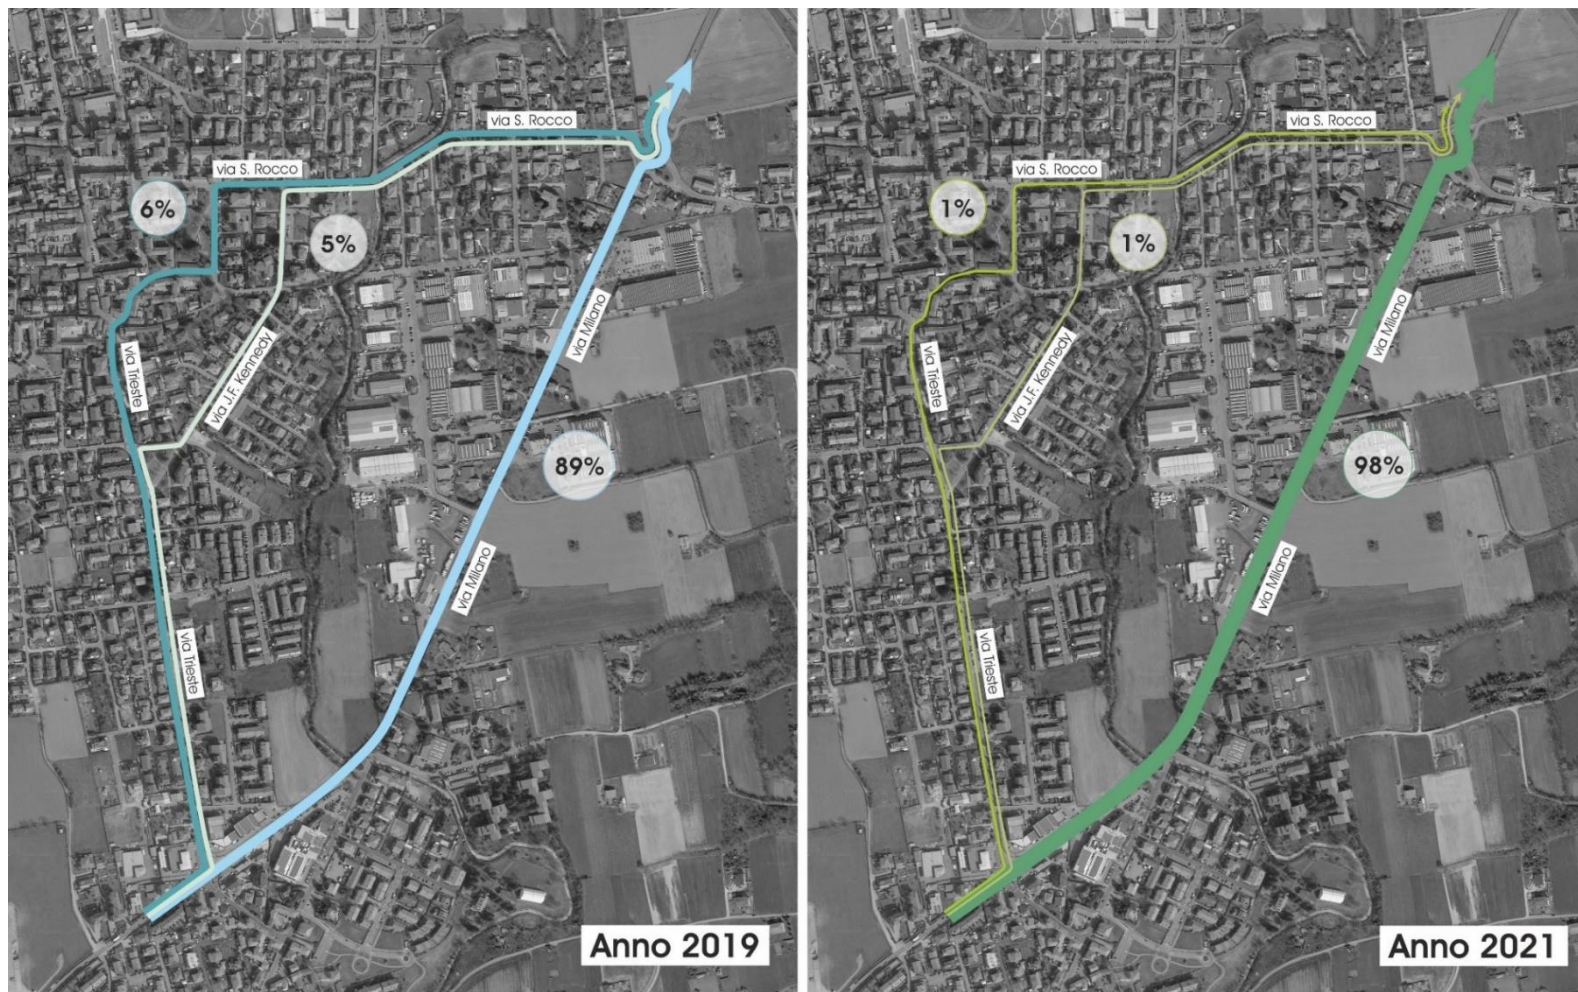 via S. Rocco
via S. Rocco
6%
5%
via Milano
via Trieste
via J.F. Kennedy
89%
via Milano
via Trieste
Anno 2019
via S. Rocco
via S. Rocco
1%
1%
via Milano
via Trieste
via J.F. Kennedy
98%
via Milano
via Trieste
Anno 2021